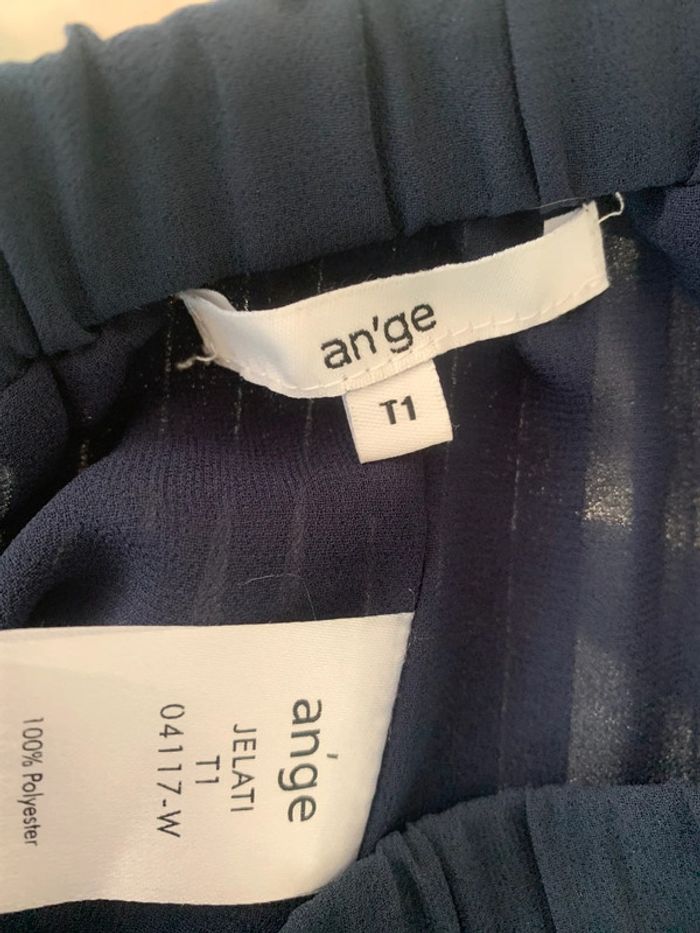 an'ge
T1
an'ge
JELATI
T1
04117-W
100% Polyester